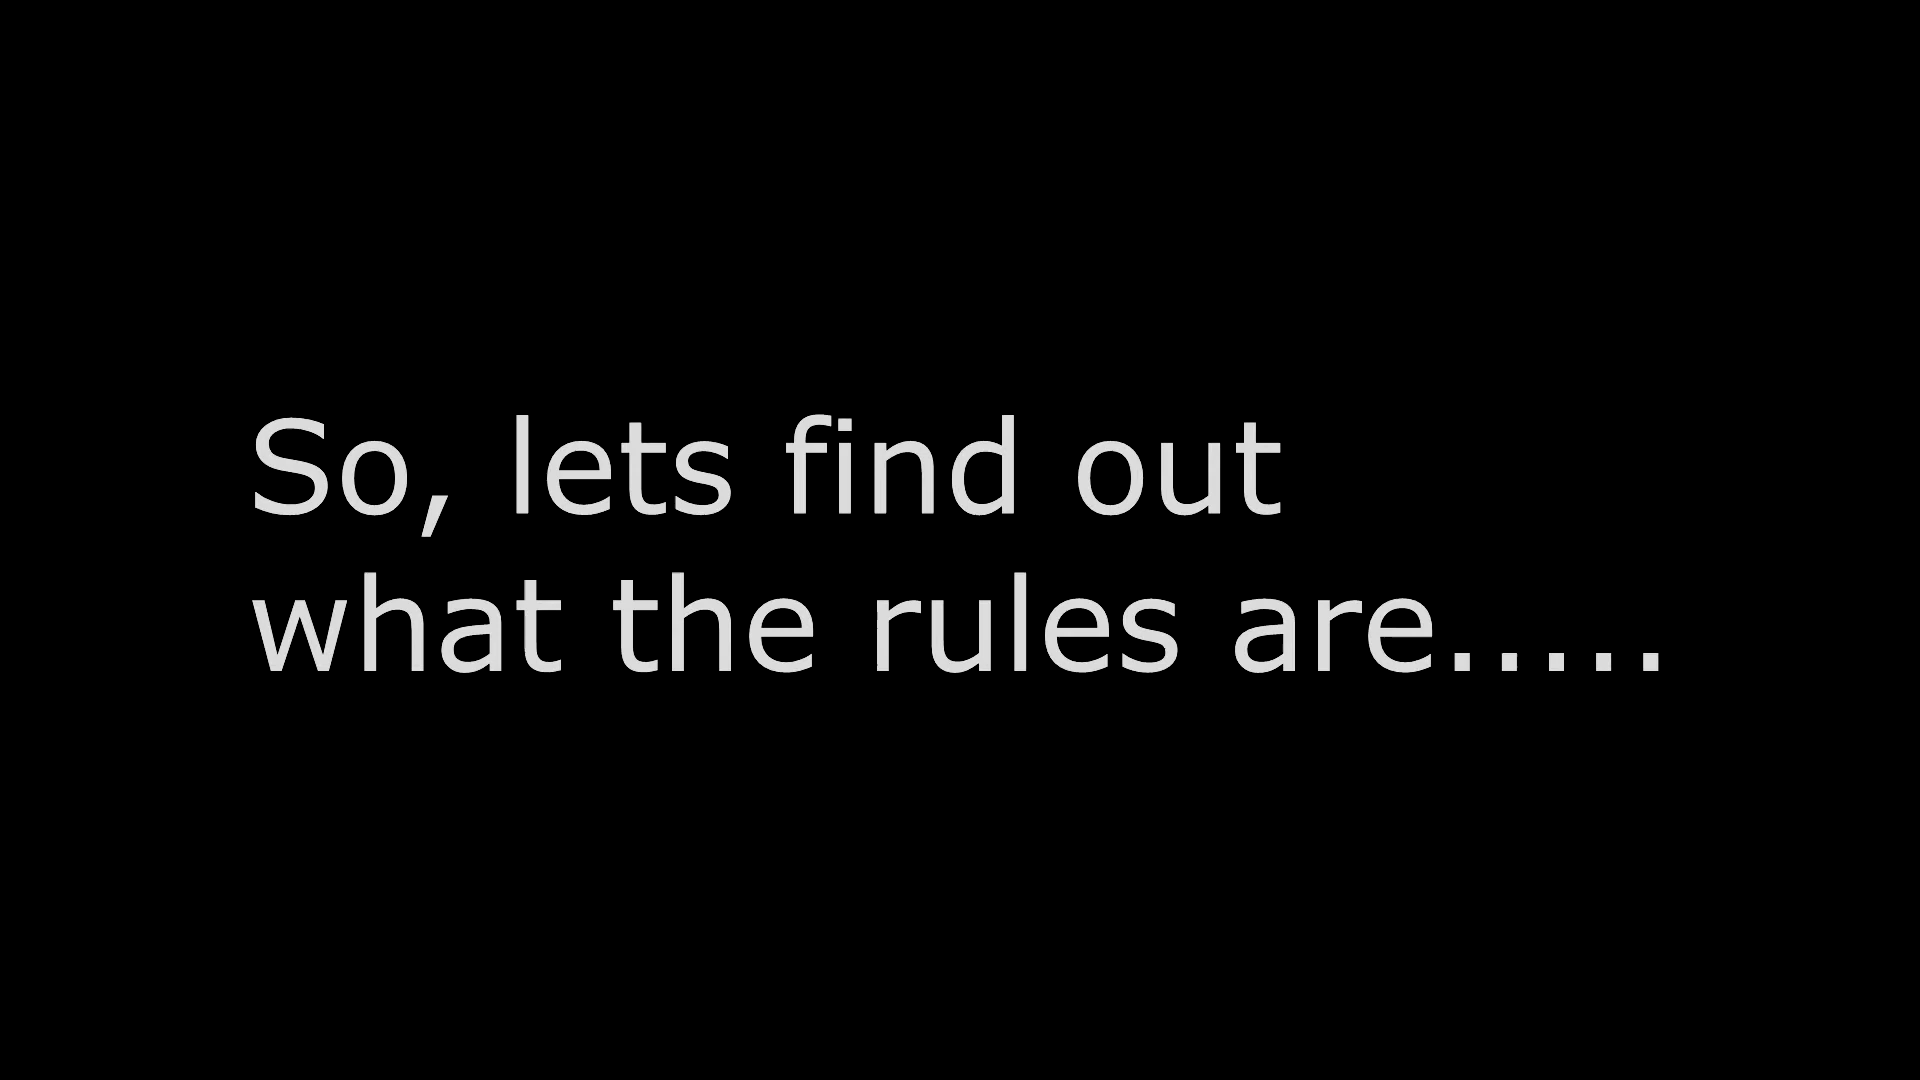 So, lets find out
what the rules are.....